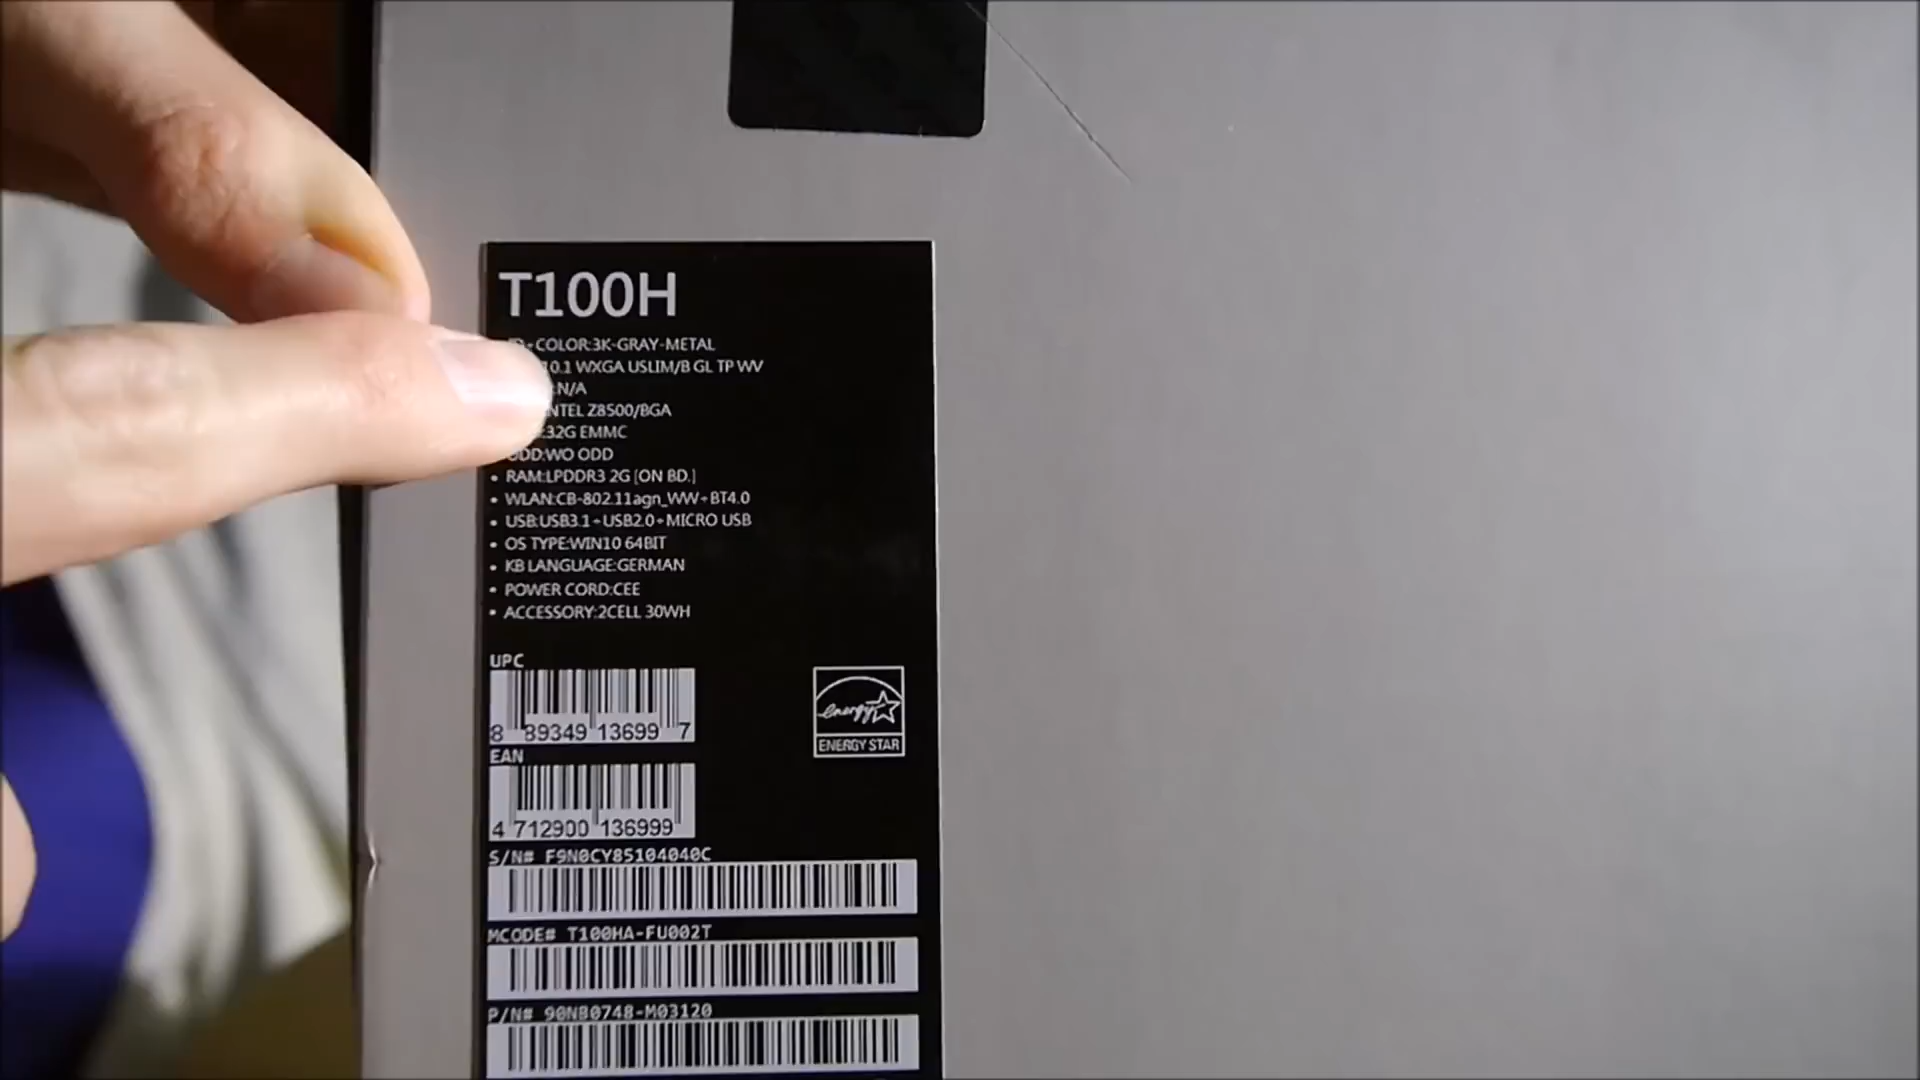 T100H
-COLOR:3K-GRAY-METAL
10.1 WXGA USLIM/B GL TP WV
:N/A
NTEL Z8500/BGA
:32G EMMC
ODD:WO ODD
• RAM:LPDDR3 2G [ON BD.]
• WLAN:CB-802.11agn_WW+BT4.0
• USB:USB3.1+USB2.0+MICRO USB
• OS TYPE:WIN10 64BIT
• KB LANGUAGE:GERMAN
• POWER CORD:CEE
• ACCESSORY:2CELL 30WH
UPC
8 89349 13699 7
energy
ENERGY STAR
EAN
4 712900 136999
S/N# F9N0CY85104040C
MCODE# T100HA-FU002T
P/N# 90NB0748-M03120